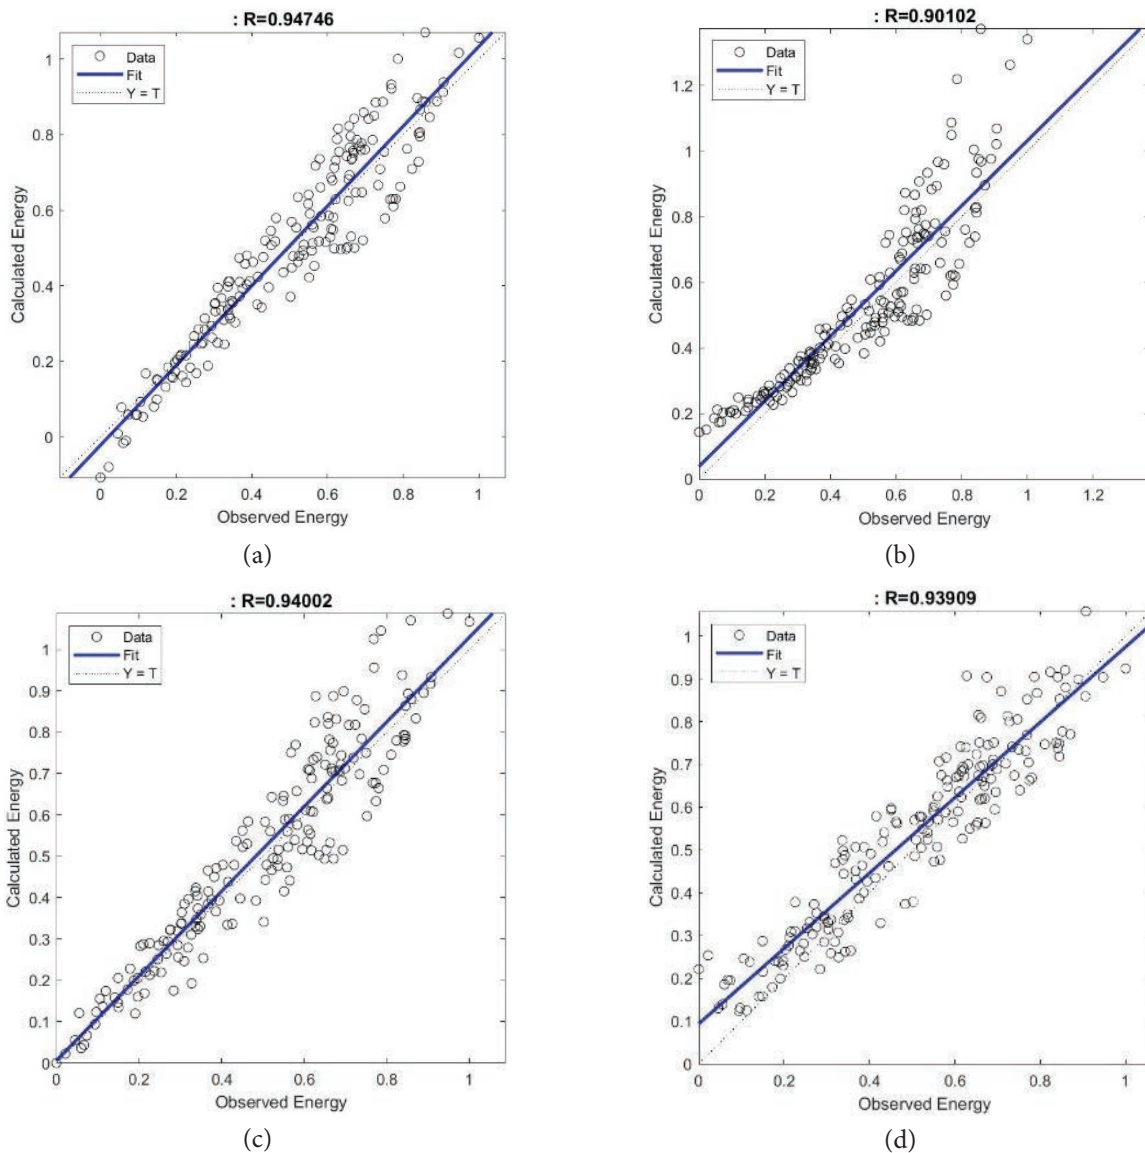 : R=0.94746
Data
Fit
Y = T
1
0.8
0.6
0.4
0.2
0
Calculated Energy
0 0.2 0.4 0.6 0.8 1
Observed Energy
(a)
: R=0.90102
Data
Fit
Y = T
1.2
1
0.8
0.6
0.4
0.2
0
Calculated Energy
0 0.2 0.4 0.6 0.8 1 1.2
Observed Energy
(b)
: R=0.94002
Data
Fit
Y = T
1
0.9
0.8
0.7
0.6
0.5
0.4
0.3
0.2
0.1
0
Calculated Energy
0 0.2 0.4 0.6 0.8 1
Observed Energy
(c)
: R=0.93909
Data
Fit
Y = T
1
0.9
0.8
0.7
0.6
0.5
0.4
0.3
0.2
0.1
0
Calculated Energy
0 0.2 0.4 0.6 0.8 1
Observed Energy
(d)